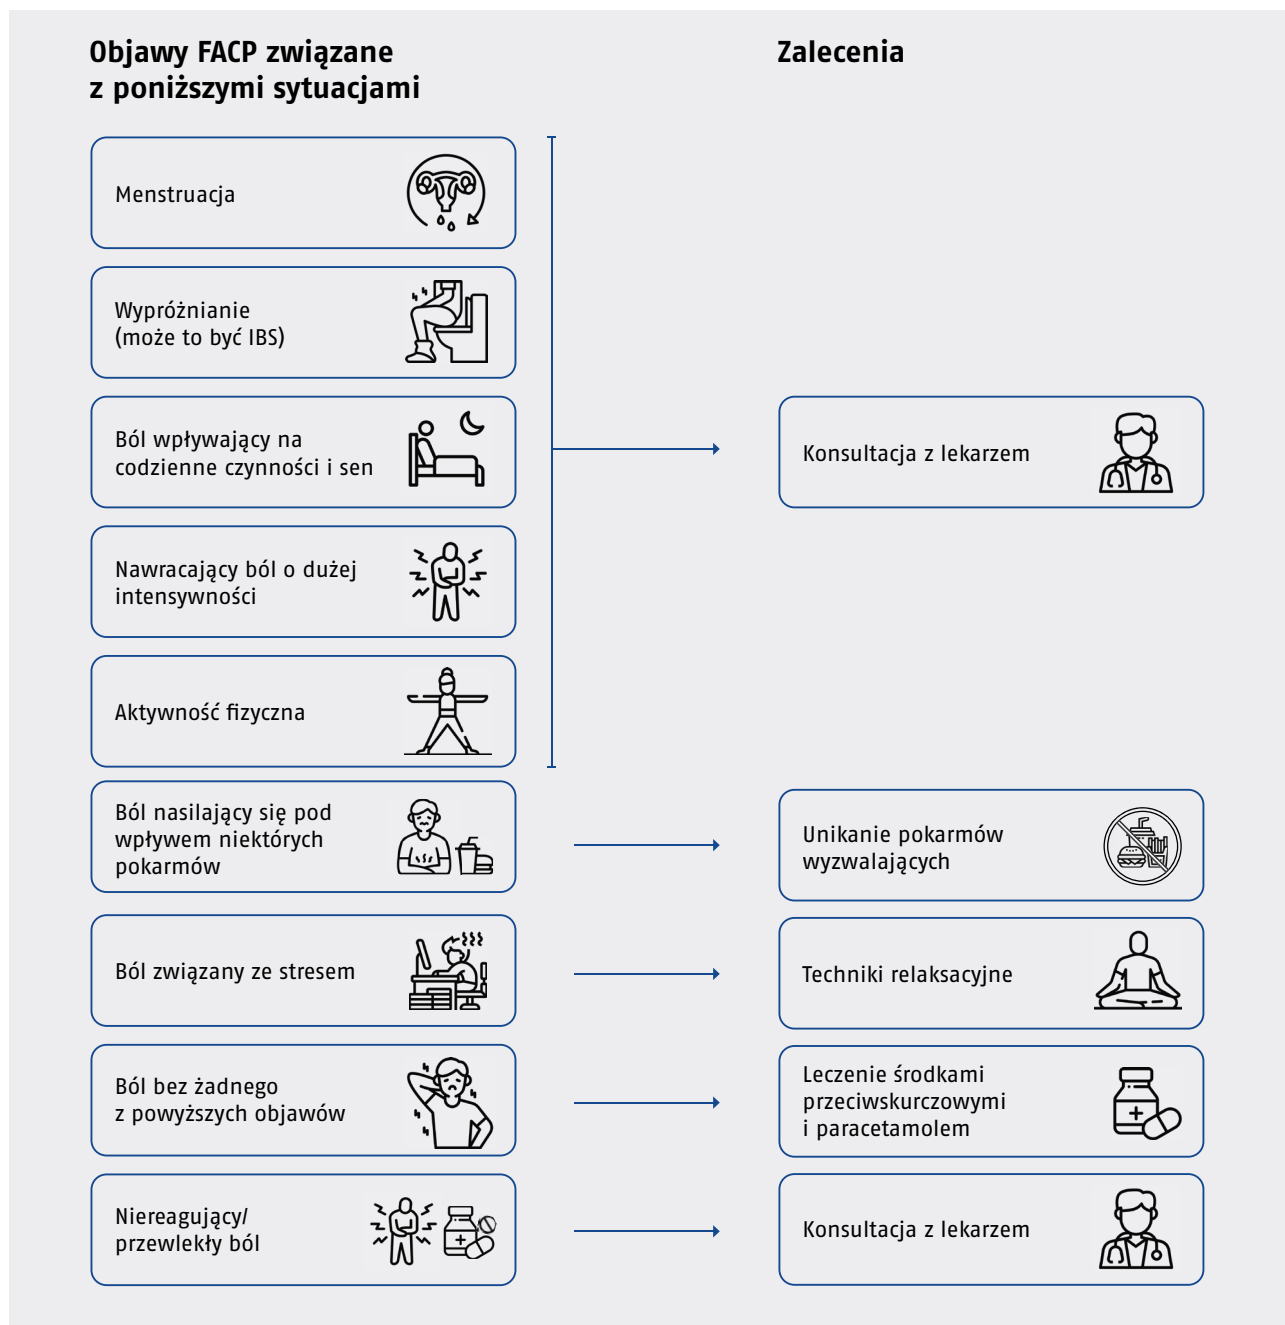 Objawy FACP związane
z poniższymi sytuacjami
Zalecenia
Menstruacja
Wypróżnianie
(może to być IBS)
Ból wpływający na
codzienne czynności i sen
Konsultacja z lekarzem
Nawracający ból o dużej
intensywności
Aktywność fizyczna
Ból nasilający się pod
wpływem niektórych
pokarmów
Unikanie pokarmów
wyzwalających
Ból związany ze stresem
Techniki relaksacyjne
Ból bez żadnego
z powyższych objawów
Leczenie środkami
przeciwskurczowymi
i paracetamolem
Niereagujący/
przewlekły ból
Konsultacja z lekarzem